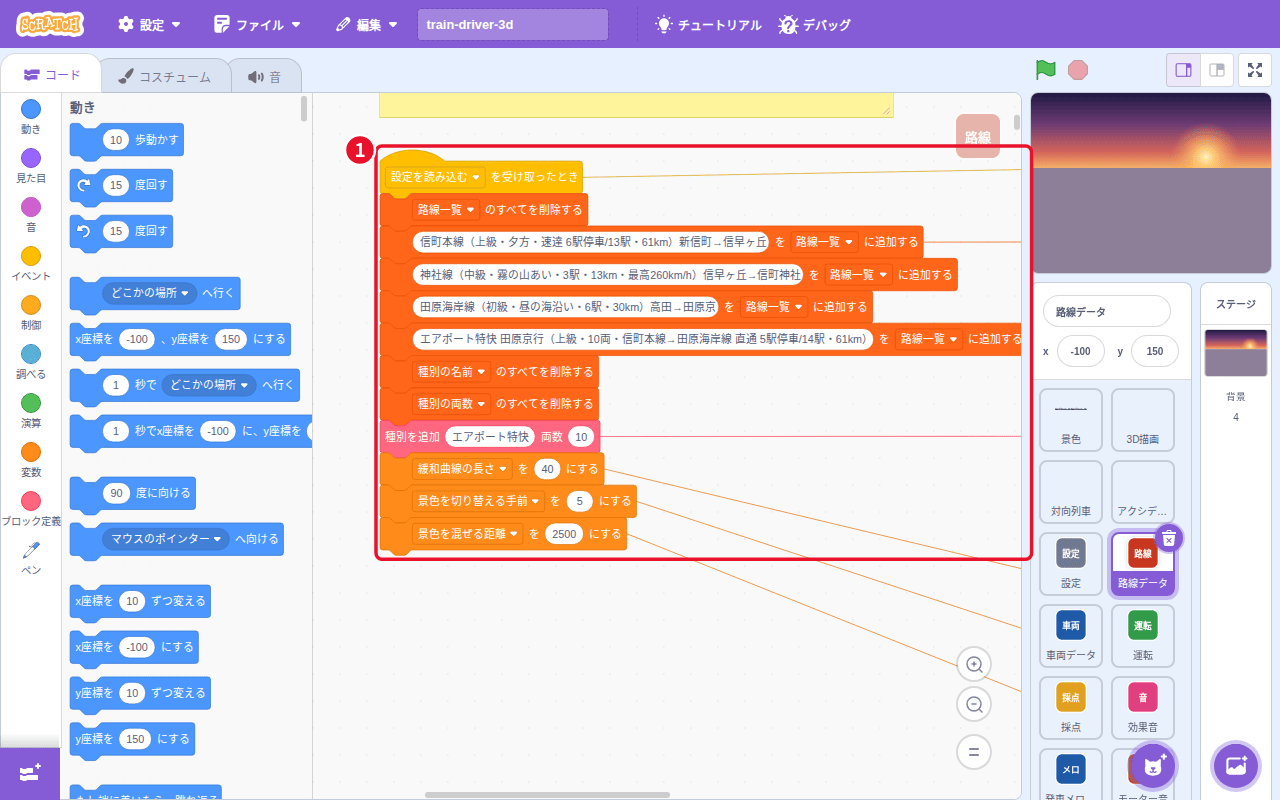 SCRATCH
設定
ファイル
編集
train-driver-3d
チュートリアル
デバッグ
コード
コスチューム
音
動き
見た目
音
イベント
制御
調べる
演算
変数
ブロック定義
ペン
動き
10 歩動かす
15 度回す
15 度回す
どこかの場所 へ行く
x座標を -100 、y座標を 150 にする
1 秒で どこかの場所 へ行く
1 秒でx座標を -100 に、y座標を
90 度に向ける
マウスのポインター へ向ける
x座標を 10 ずつ変える
x座標を -100 にする
y座標を 10 ずつ変える
y座標を 150 にする
もし端に着いたら、跳ね返る
路線
1
設定を読み込む を受け取ったとき
路線一覧 のすべてを削除する
信町本線（上級・夕方・速達 6駅停車/13駅・61km）新信町→信早ヶ丘 を 路線一覧 に追加する
神社線（中級・霧の山あい・3駅・13km・最高260km/h）信早ヶ丘→信町神社 を 路線一覧 に追加する
田原海岸線（初級・昼の海沿い・6駅・30km）高田→田原京 を 路線一覧 に追加する
エアポート特快 田原京行（上級・10両・信町本線→田原海岸線 直通 5駅停車/14駅・61km） を 路線一覧 に追加する
種別の名前 のすべてを削除する
種別の両数 のすべてを削除する
種別を追加 エアポート特快 両数 10
緩和曲線の長さ を 40 にする
景色を切り替える手前 を 5 にする
景色を混ぜる距離 を 2500 にする
路線データ
x -100 y 150
ステージ
背景
4
景色
3D描画
対向列車
アクシデ...
設定
設定
路線
路線データ
車両
車両データ
運転
運転
採点
採点
音
効果音
メロ
発車メロ...
モーター音